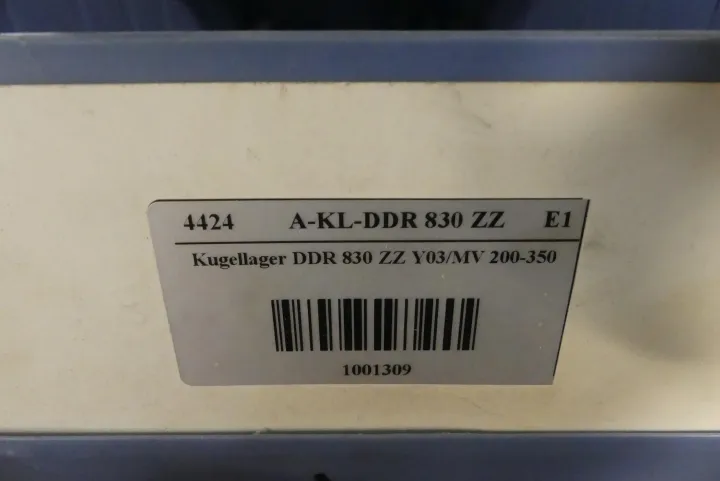 4424 A-KL-DDR 830 ZZ E1
Kugellager DDR 830 ZZ Y03/MV 200-350
1001309